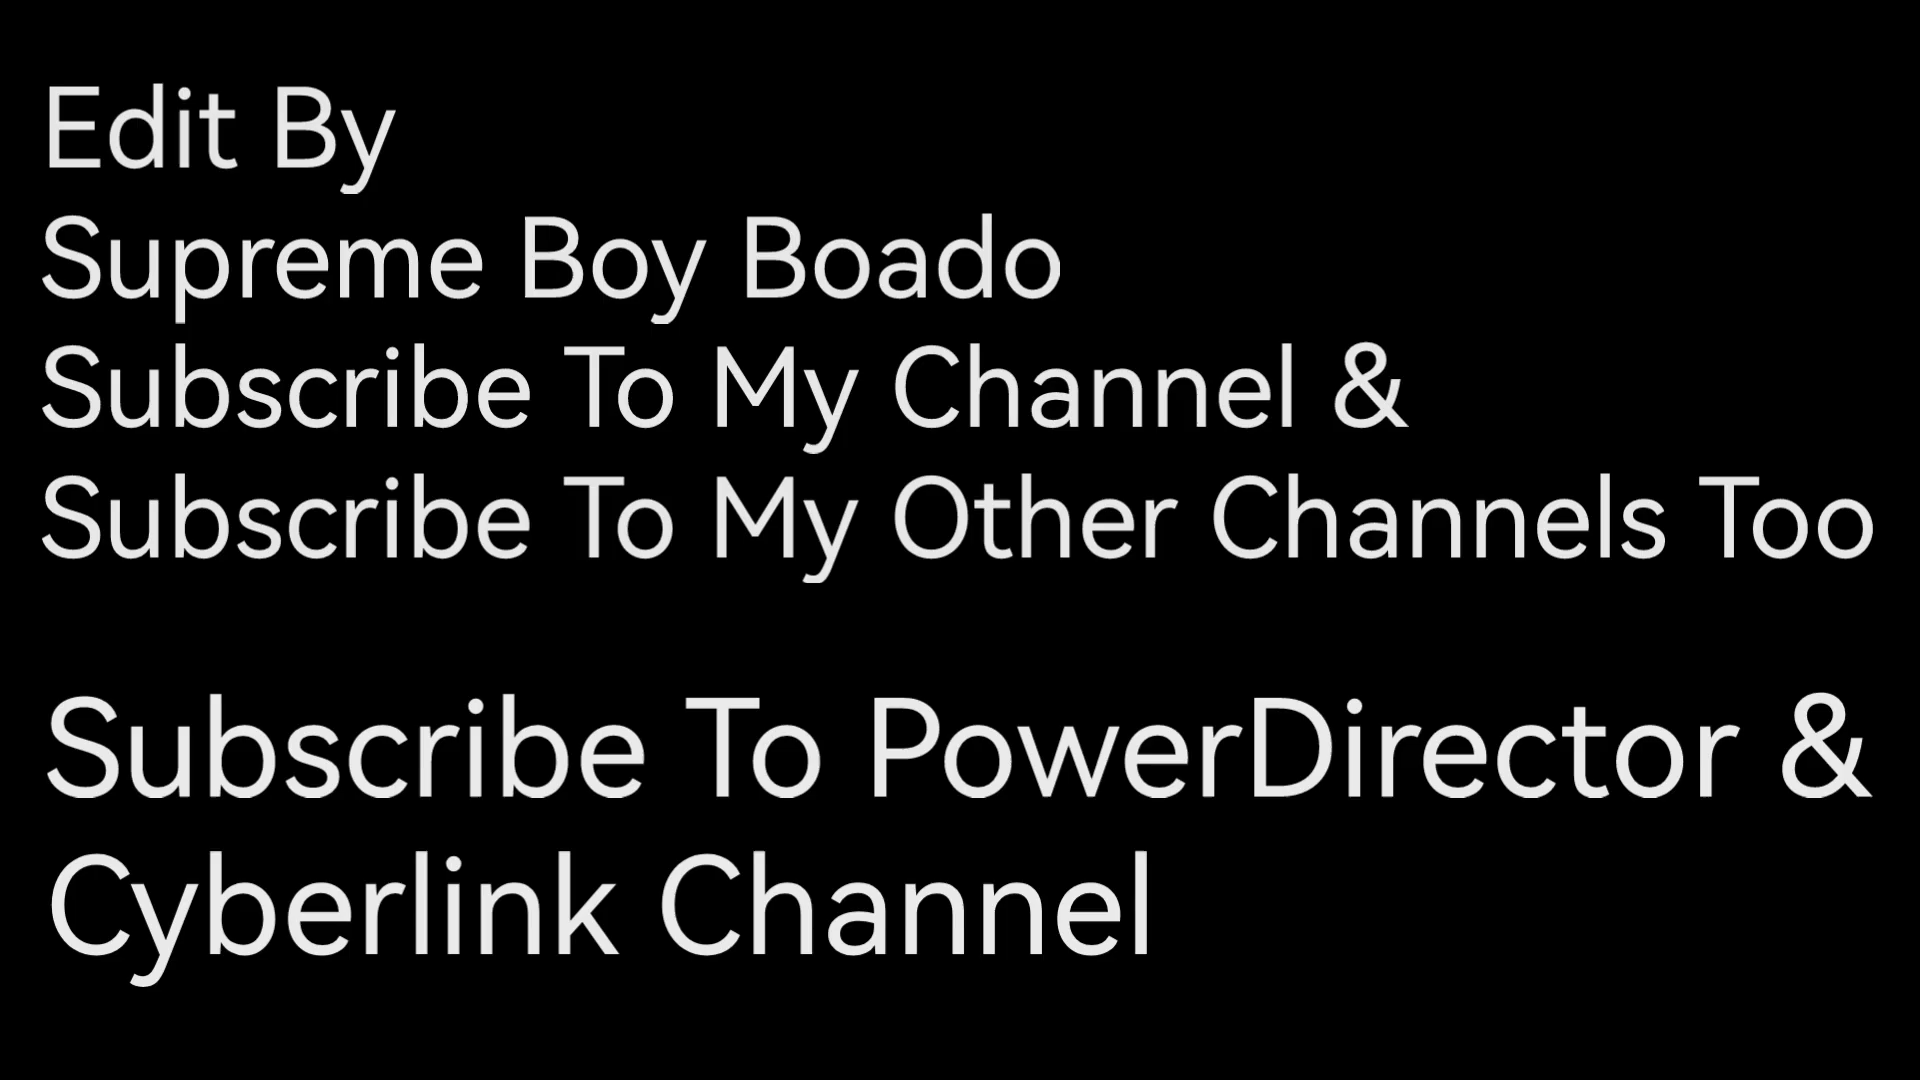 Edit By
Supreme Boy Boado
Subscribe To My Channel &
Subscribe To My Other Channels Too
Subscribe To PowerDirector &
Cyberlink Channel